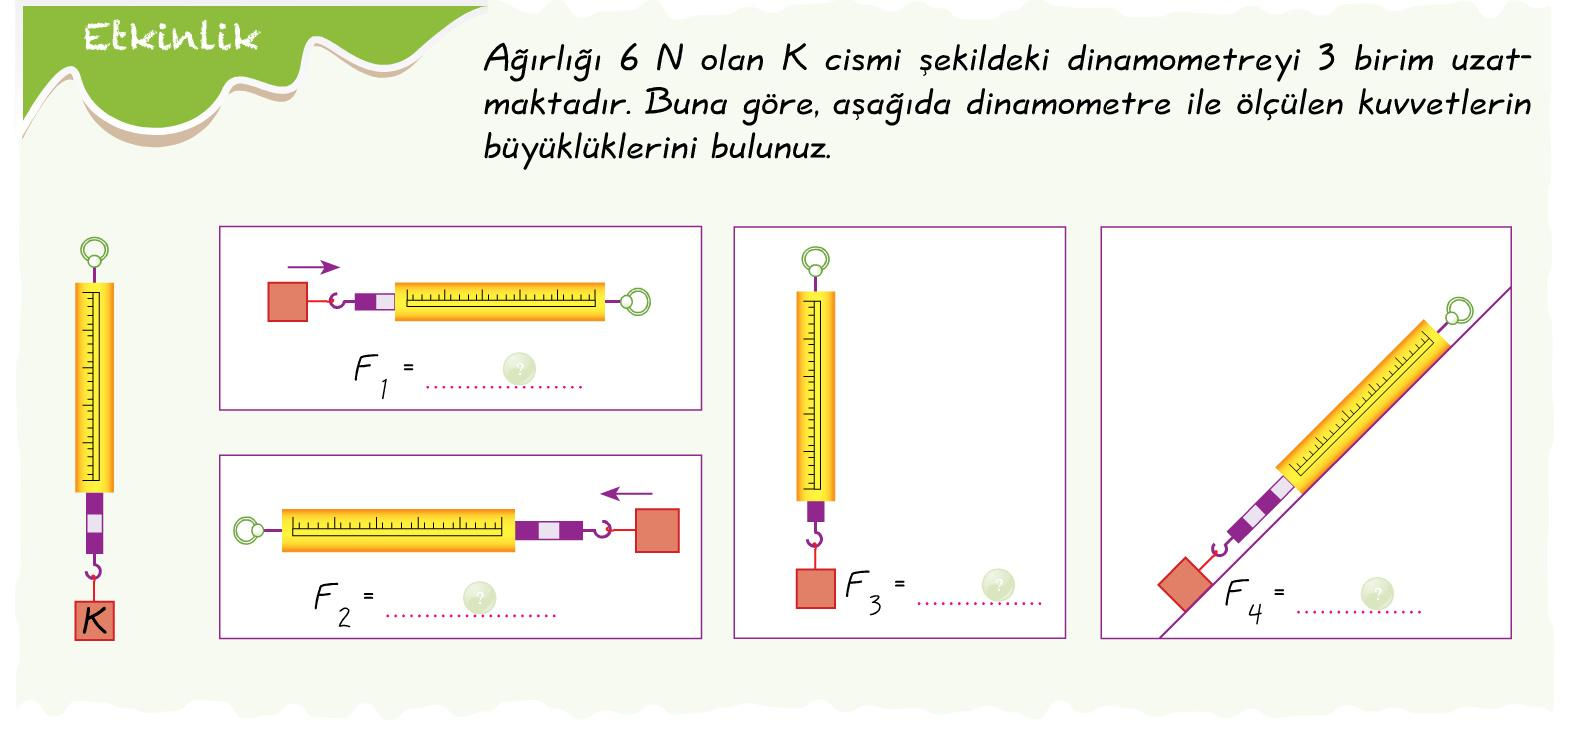 Etkinlik
Ağırlığı 6 N olan K cismi şekildeki dinamometreyi 3 birim uzat-
maktadır. Buna göre, aşağıda dinamometre ile ölçülen kuvvetlerin
büyüklüklerini bulunuz.
K
F1 = ?
F2 = ?
F3 = ?
F4 = ?